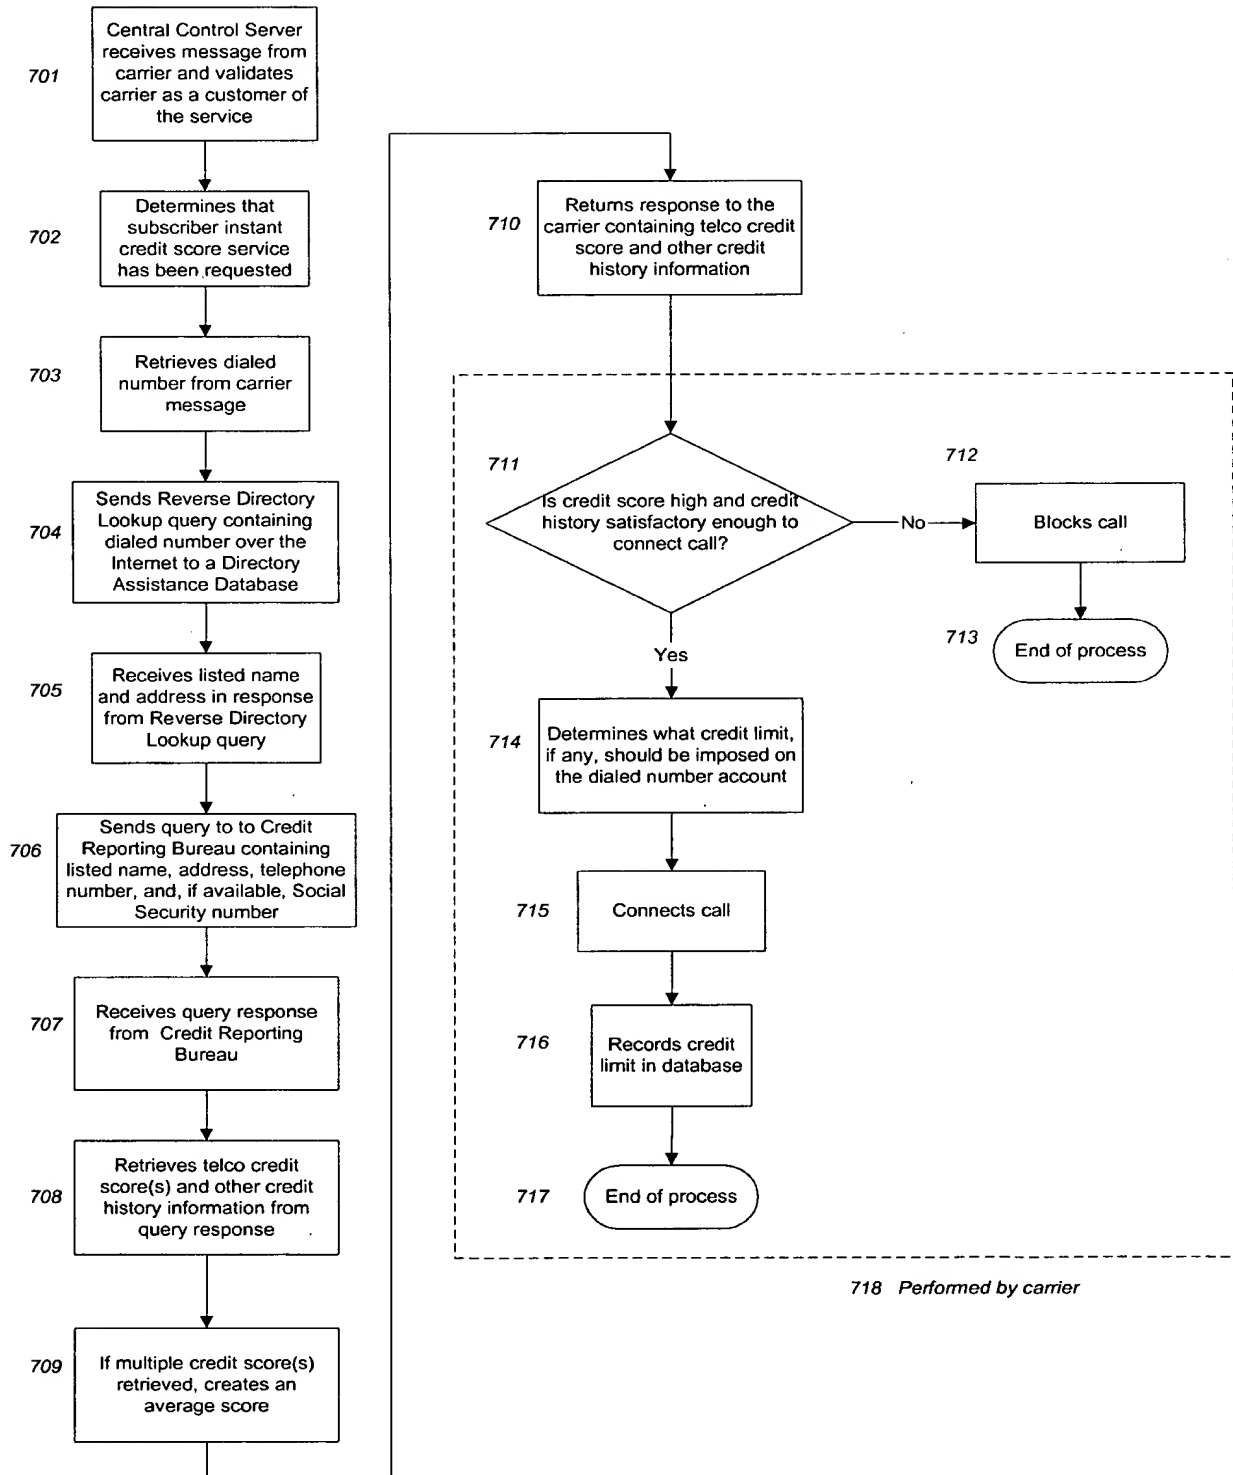 701
Central Control Server
receives message from
carrier and validates
carrier as a customer of
the service
702
Determines that
subscriber instant
credit score service
has been requested
703
Retrieves dialed
number from carrier
message
704
Sends Reverse Directory
Lookup query containing
dialed number over the
Internet to a Directory
Assistance Database
705
Receives listed name
and address in response
from Reverse Directory
Lookup query
706
Sends query to to Credit
Reporting Bureau containing
listed name, address, telephone
number, and, if available, Social
Security number
707
Receives query response
from Credit Reporting
Bureau
708
Retrieves telco credit
score(s) and other credit
history information from
query response
709
If multiple credit score(s)
retrieved, creates an
average score
710
Returns response to the
carrier containing telco credit
score and other credit
history information
711
Is credit score high and credit
history satisfactory enough to
connect call?
No
712
Blocks call
713
End of process
Yes
714
Determines what credit limit,
if any, should be imposed on
the dialed number account
715
Connects call
716
Records credit
limit in database
717
End of process
718 Performed by carrier